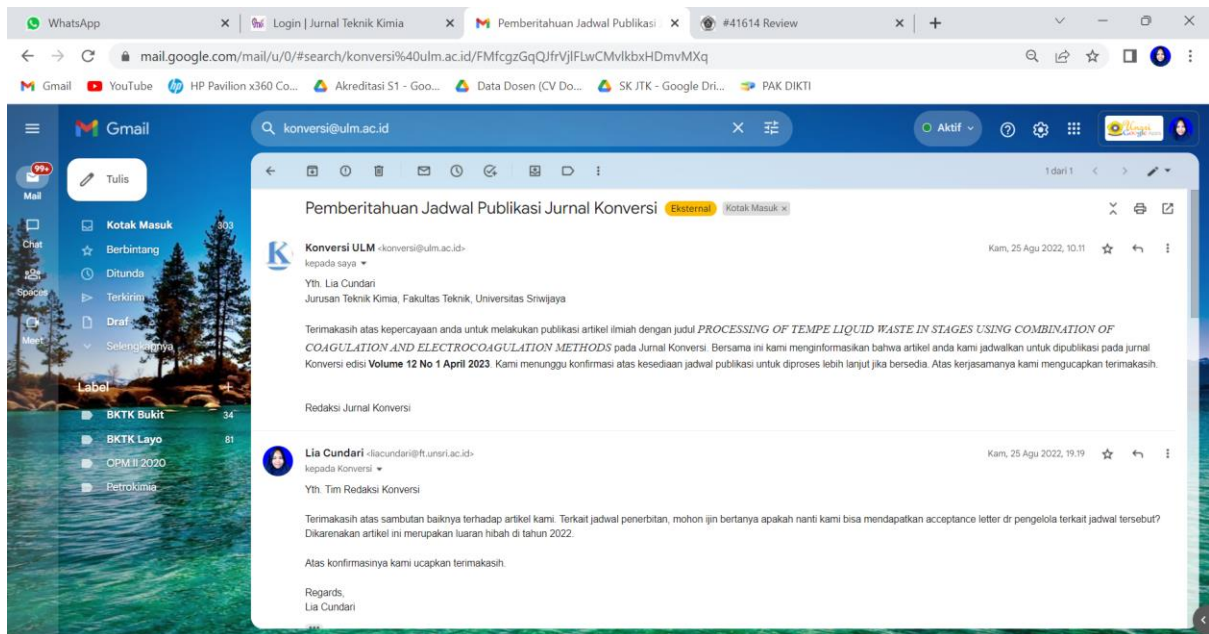 WhatsApp
Login | Jurnal Teknik Kimia
Pemberitahuan Jadwal Publikasi
#41614 Review
mail.google.com/mail/u/0/#search/konversi%40ulm.ac.id/FMfcgzGqQJfrVjlFLwCMvlkbxHDmvMXq
Gmail
YouTube
HP Pavilion x360 Co...
Akreditasi S1 - Goo...
Data Dosen (CV Do...
SK JTK - Google Dri...
PAK DIKTI
Gmail
konversi@ulm.ac.id
Aktif
99+
Mail
Chat
Spaces
Meet
Tulis
Kotak Masuk 303
Berbintang
Ditunda
Terkirim
Draf
Selengkapnya
Label
BKTK Bukit 34
BKTK Layo 81
OPM II 2020
Petrokimia
1 dari 1
Pemberitahuan Jadwal Publikasi Jurnal Konversi Eksternal Kotak Masuk ×
Konversi ULM <konversi@ulm.ac.id> Kam, 25 Agu 2022, 10.11
kepada saya
Yth. Lia Cundari
Jurusan Teknik Kimia, Fakultas Teknik, Universitas Sriwijaya
Terimakasih atas kepercayaan anda untuk melakukan publikasi artikel ilmiah dengan judul PROCESSING OF TEMPE LIQUID WASTE IN STAGES USING COMBINATION OF
COAGULATION AND ELECTROCOAGULATION METHODS pada Jurnal Konversi. Bersama ini kami menginformasikan bahwa artikel anda kami jadwalkan untuk dipublikasi pada jurnal
Konversi edisi Volume 12 No 1 April 2023. Kami menunggu konfirmasi atas kesediaan jadwal publikasi untuk diproses lebih lanjut jika bersedia. Atas kerjasamanya kami mengucapkan terimakasih.
Redaksi Jurnal Konversi
Lia Cundari <liacundari@ft.unsri.ac.id> Kam, 25 Agu 2022, 19.19
kepada Konversi
Yth. Tim Redaksi Konversi
Terimakasih atas sambutan baiknya terhadap artikel kami. Terkait jadwal penerbitan, mohon ijin bertanya apakah nanti kami bisa mendapatkan acceptance letter dr pengelola terkait jadwal tersebut?
Dikarenakan artikel ini merupakan luaran hibah di tahun 2022.
Atas konfirmasinya kami ucapkan terimakasih.
Regards,
Lia Cundari